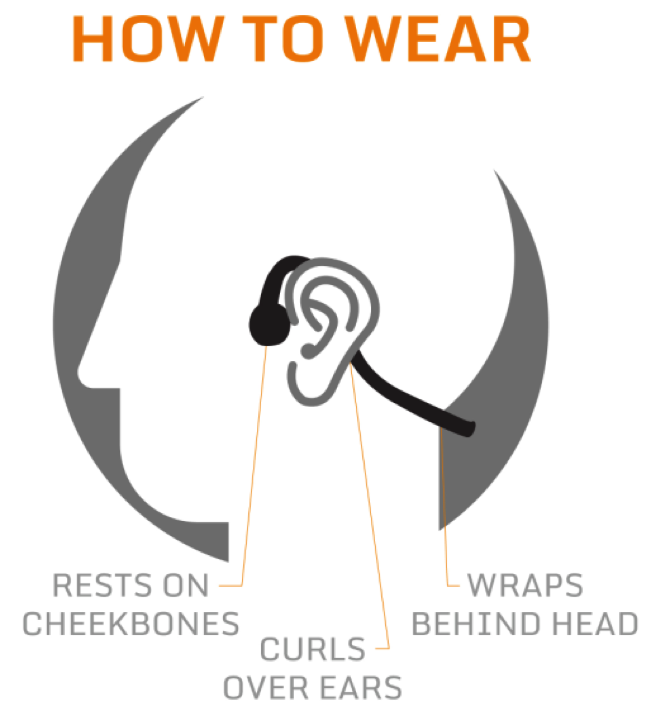 HOW TO WEAR
RESTS ON
CHEEKBONES
CURLS
OVER EARS
WRAPS
BEHIND HEAD